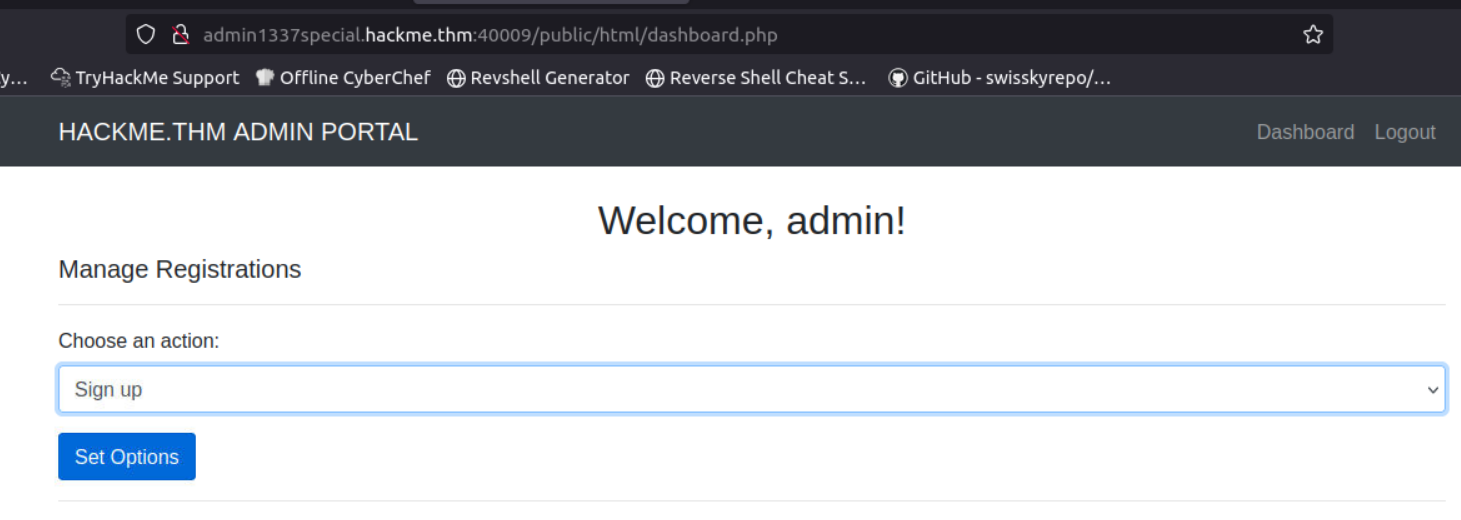 admin1337special.hackme.thm:40009/public/html/dashboard.php
y... TryHackMe Support Offline CyberChef Revshell Generator Reverse Shell Cheat S... GitHub - swisskyrepo/...
HACKME.THM ADMIN PORTAL Dashboard Logout
Welcome, admin!
Manage Registrations
Choose an action:
Sign up
Set Options